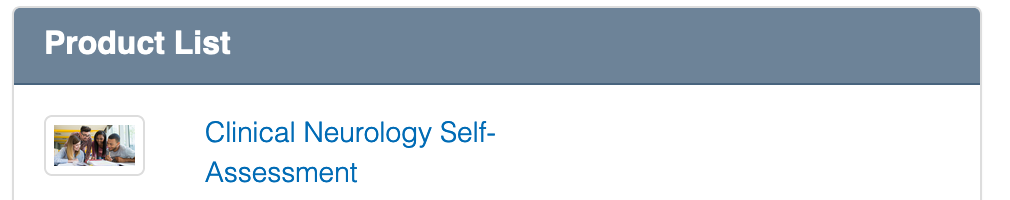 Product List
Clinical Neurology Self-
Assessment